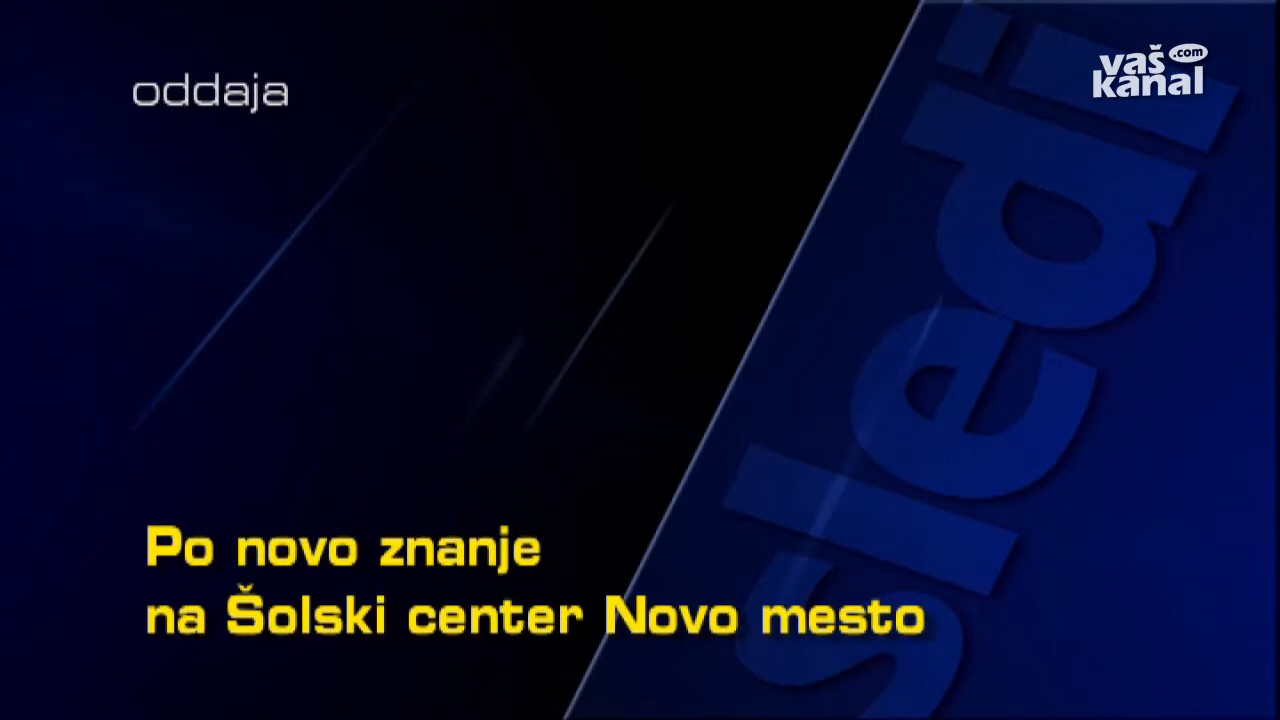 oddaja
vaš
.com
kanal
sledi
Po novo znanje
na Šolski center Novo mesto